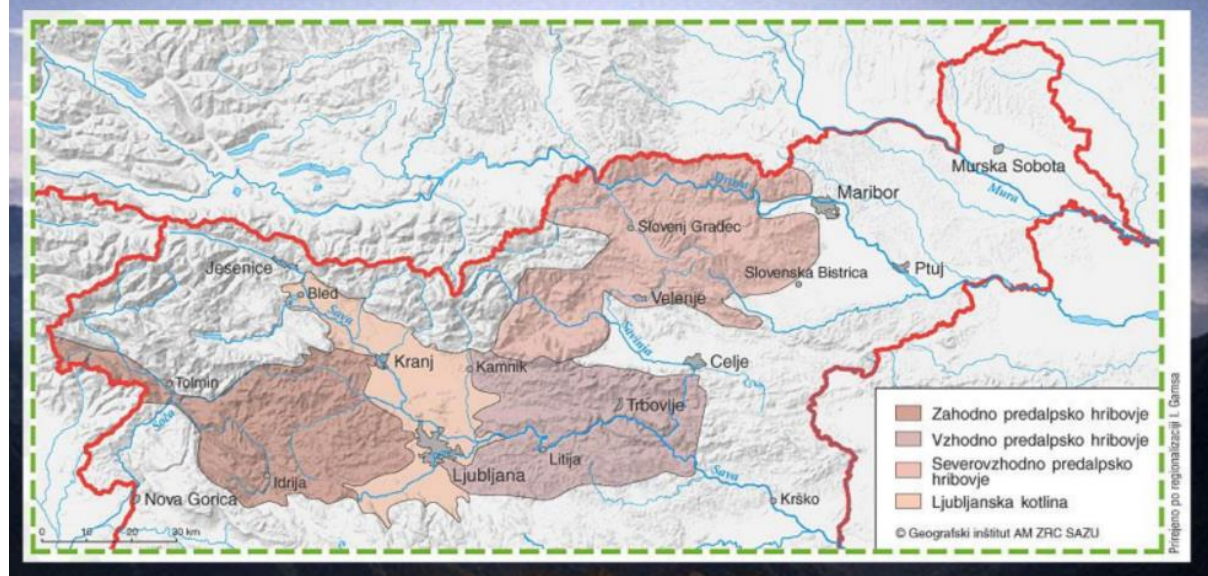 Murska Sobota
Mura
Drava
Maribor
Slovenj Gradec
Jesenice
Slovenska Bistrica
Ptuj
Bled
Velenje
Sava
Savinja
Kranj
Kamnik
Celje
Tolmin
Trbovlje
Soča
Litija
Ljubljana
Idrija
Sava
Nova Gorica
Krško
0 10 20 30 km
Zahodno predalpsko hribovje
Vzhodno predalpsko hribovje
Severovzhodno predalpsko
hribovje
Ljubljanska kotlina
© Geografski inštitut AM ZRC SAZU
Prirejeno po regionalizaciji I. Gamsa